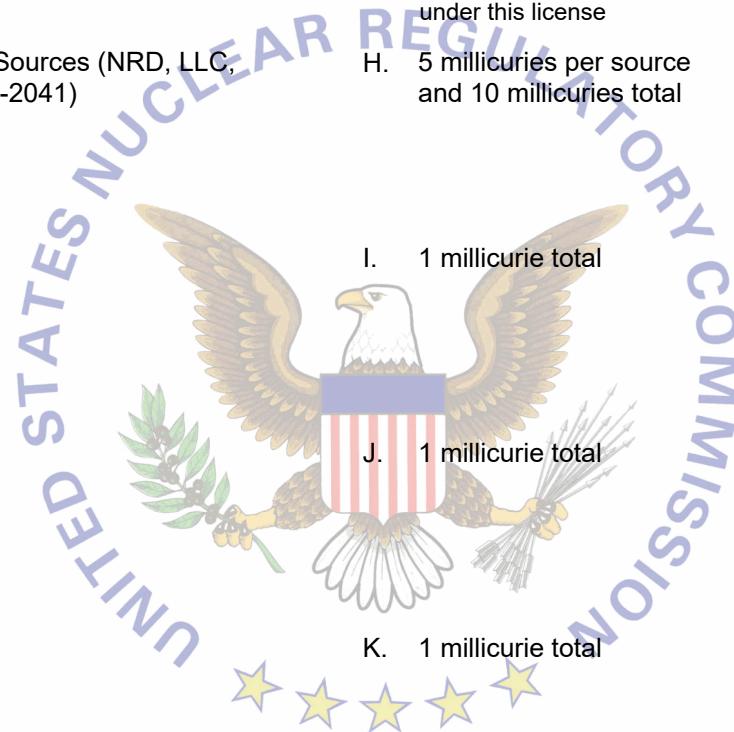 under this license
Sources (NRD, LLC,
H. 5 millicuries per source
-2041)
and 10 millicuries total
I. 1 millicurie total
J. 1 millicurie total
K. 1 millicurie total
UNITED STATES NUCLEAR REGULATORY COMMISSION